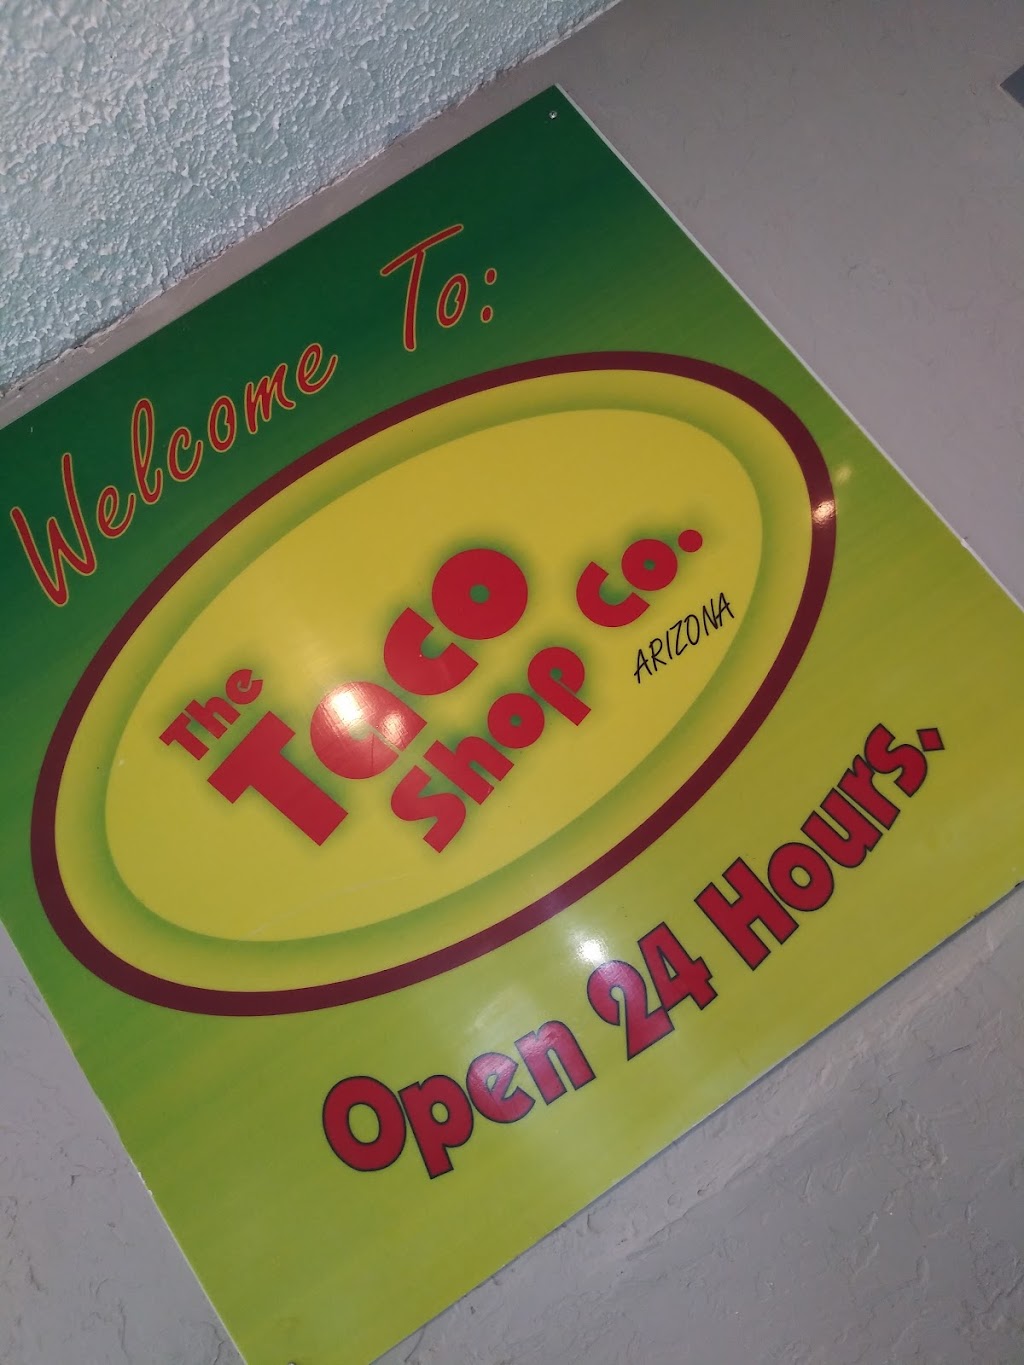 Welcome To:
The
Taco
Shop Co.
ARIZONA
Open 24 Hours.